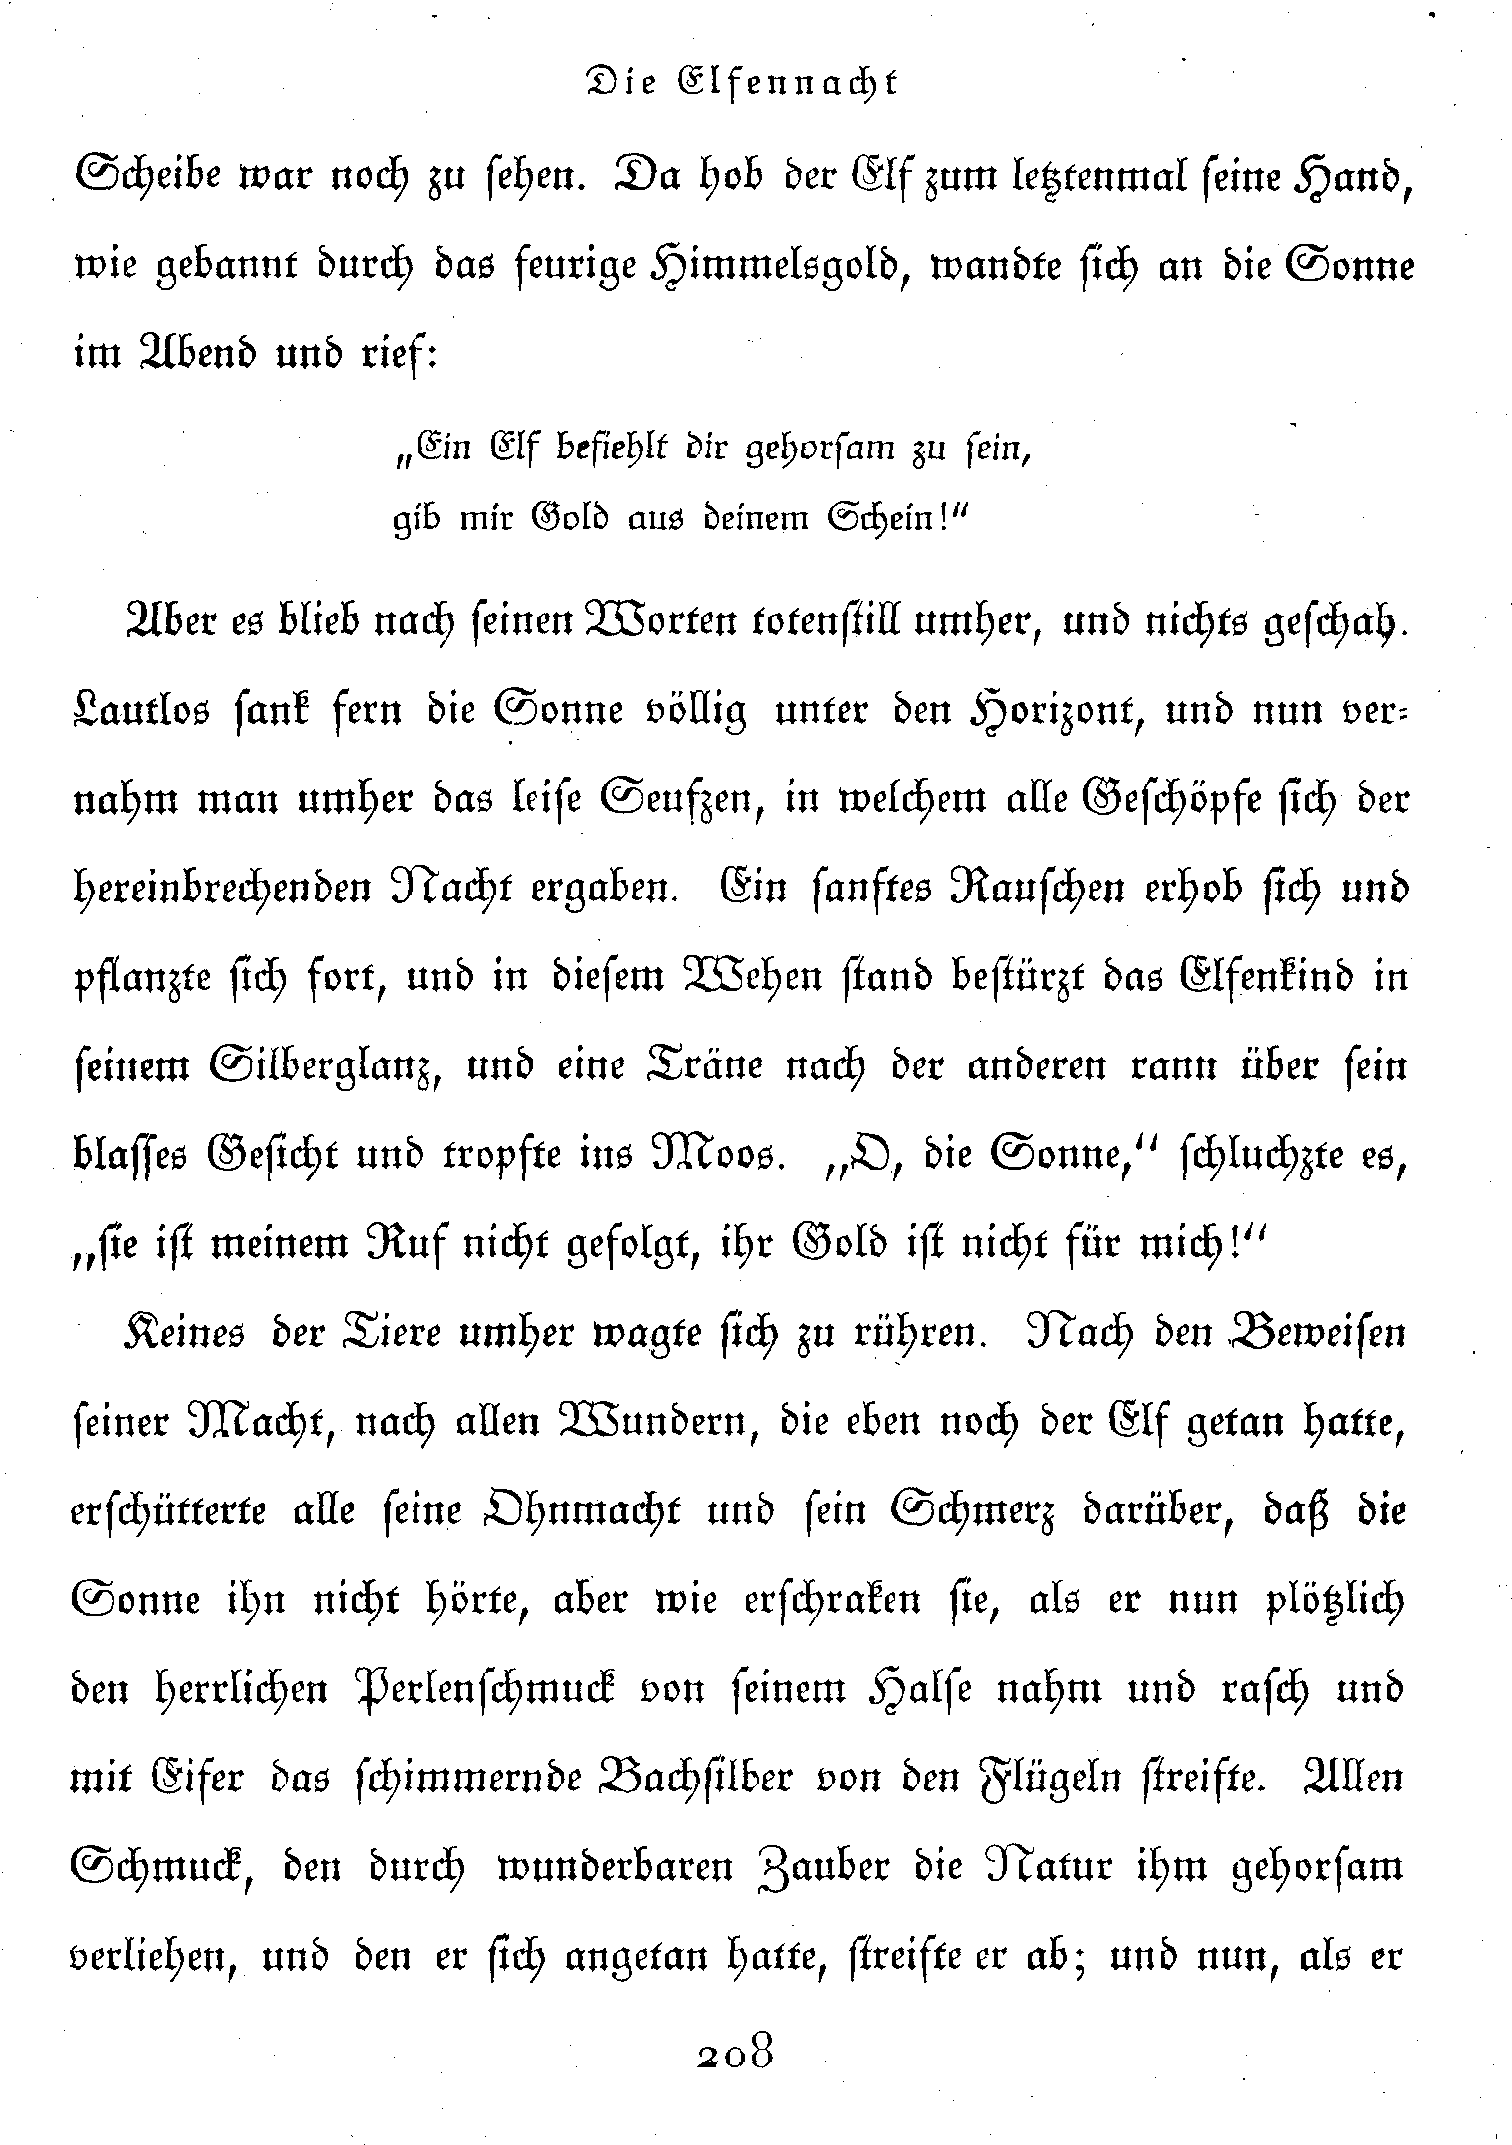 Die Elfennacht
Scheibe war noch zu sehen. Da hob der Elf zum letztenmal seine Hand,
wie gebannt durch das feurige Himmelsgold, wandte sich an die Sonne
im Abend und rief:
„Ein Elf befiehlt dir gehorsam zu sein,
gib mir Gold aus deinem Schein!“
Aber es blieb nach seinen Worten totenstill umher, und nichts geschah.
Lautlos sank fern die Sonne völlig unter den Horizont, und nun ver-
nahm man umher das leise Seufzen, in welchem alle Geschöpfe sich der
hereinbrechenden Nacht ergaben. Ein sanftes Rauschen erhob sich und
pflanzte sich fort, und in diesem Wehen stand bestürzt das Elfenkind in
seinem Silberglanz, und eine Träne nach der anderen rann über sein
blasses Gesicht und tropfte ins Moos. „O, die Sonne,“ schluchzte es,
„sie ist meinem Ruf nicht gefolgt, ihr Gold ist nicht für mich!“
Keines der Tiere umher wagte sich zu rühren. Nach den Beweisen
seiner Macht, nach allen Wundern, die eben noch der Elf getan hatte,
erschütterte alle seine Ohnmacht und sein Schmerz darüber, daß die
Sonne ihn nicht hörte, aber wie erschraken sie, als er nun plötzlich
den herrlichen Perlenschmuck von seinem Halse nahm und rasch und
mit Eifer das schimmernde Bachsilber von den Flügeln streifte. Allen
Schmuck, den durch wunderbaren Zauber die Natur ihm gehorsam
verliehen, und den er sich angetan hatte, streifte er ab; und nun, als er
208